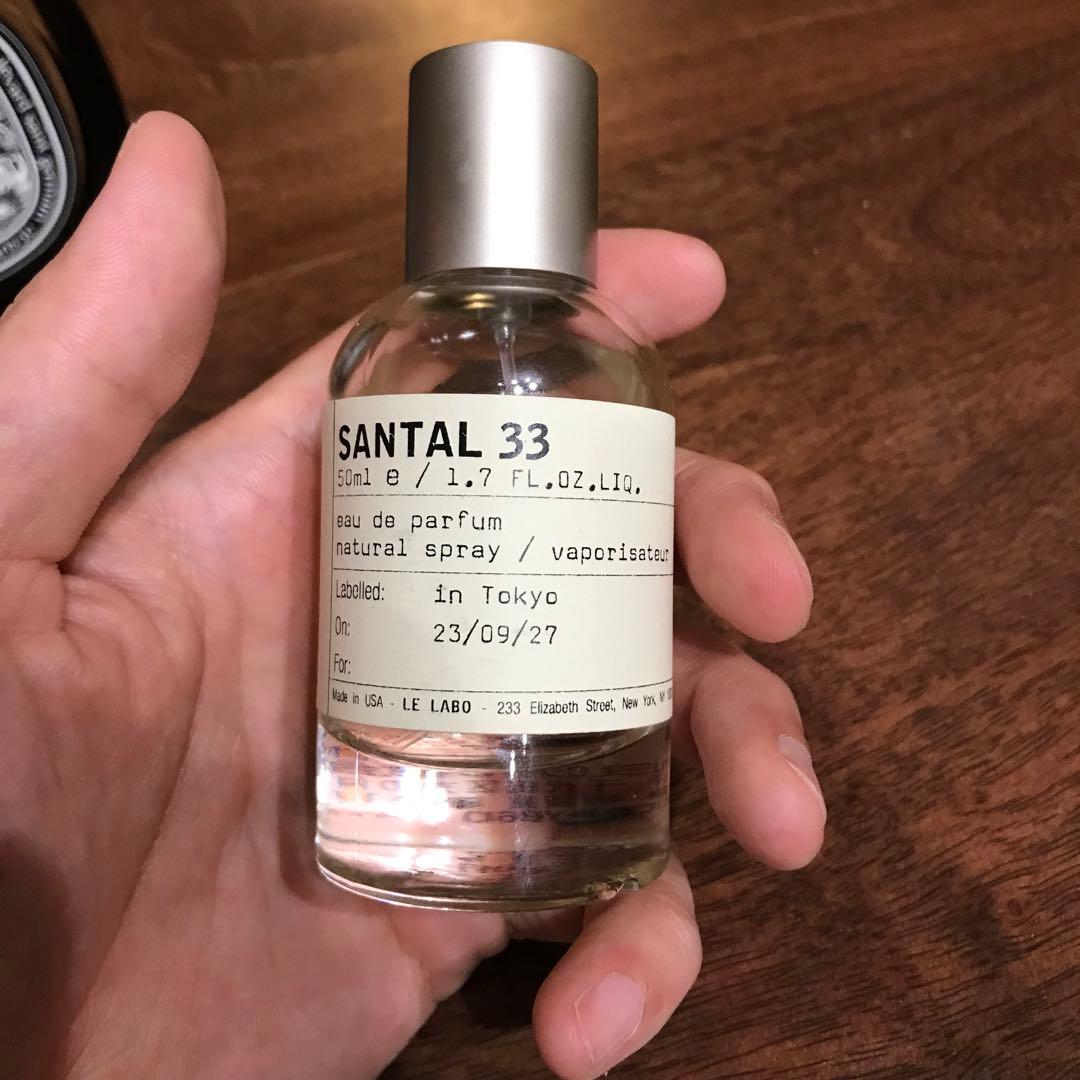 SANTAL 33
50ml e / 1.7 FL.OZ.LIQ.
eau de parfum
natural spray / vaporisateur
Labelled: in Tokyo
On: 23/09/27
For:
Made in USA - LE LABO - 233 Elizabeth Street, New York, NY